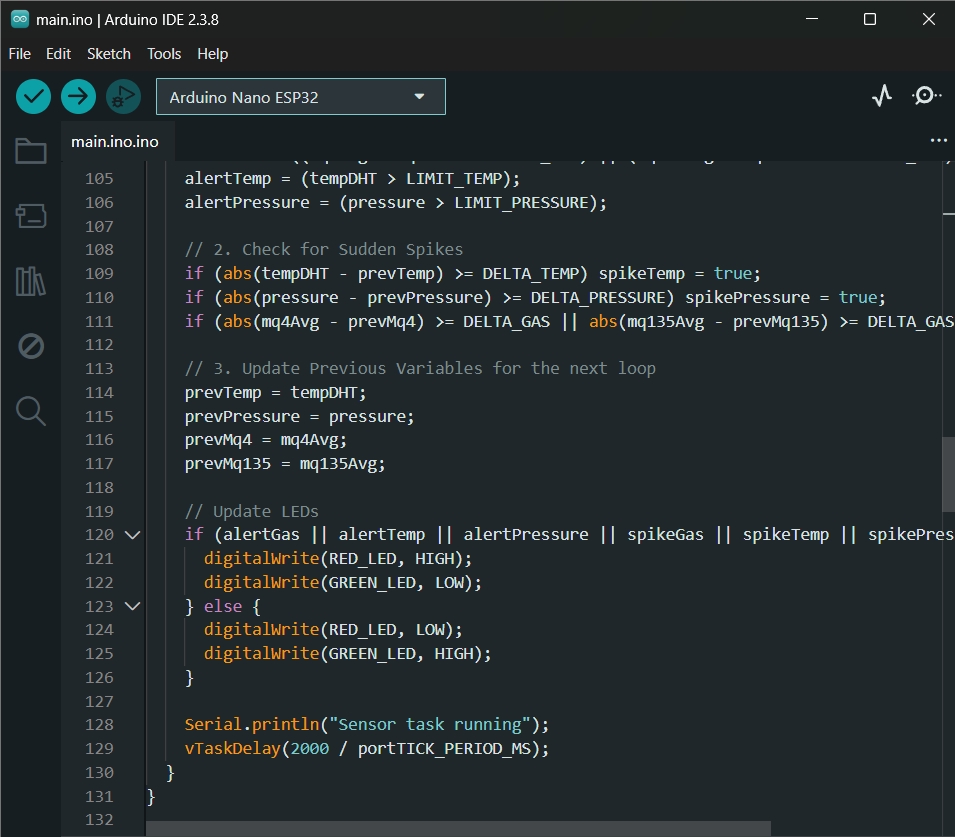 main.ino | Arduino IDE 2.3.8
File Edit Sketch Tools Help
Arduino Nano ESP32
main.ino.ino
105 alertTemp = (tempDHT > LIMIT_TEMP);
106 alertPressure = (pressure > LIMIT_PRESSURE);
107
108 // 2. Check for Sudden Spikes
109 if (abs(tempDHT - prevTemp) >= DELTA_TEMP) spikeTemp = true;
110 if (abs(pressure - prevPressure) >= DELTA_PRESSURE) spikePressure = true;
111 if (abs(mq4Avg - prevMq4) >= DELTA_GAS || abs(mq135Avg - prevMq135) >= DELTA_GAS
112
113 // 3. Update Previous Variables for the next loop
114 prevTemp = tempDHT;
115 prevPressure = pressure;
116 prevMq4 = mq4Avg;
117 prevMq135 = mq135Avg;
118
119 // Update LEDs
120 if (alertGas || alertTemp || alertPressure || spikeGas || spikeTemp || spikePres
121 digitalWrite(RED_LED, HIGH);
122 digitalWrite(GREEN_LED, LOW);
123 } else {
124 digitalWrite(RED_LED, LOW);
125 digitalWrite(GREEN_LED, HIGH);
126 }
127
128 Serial.println("Sensor task running");
129 vTaskDelay(2000 / portTICK_PERIOD_MS);
130 }
131 }
132